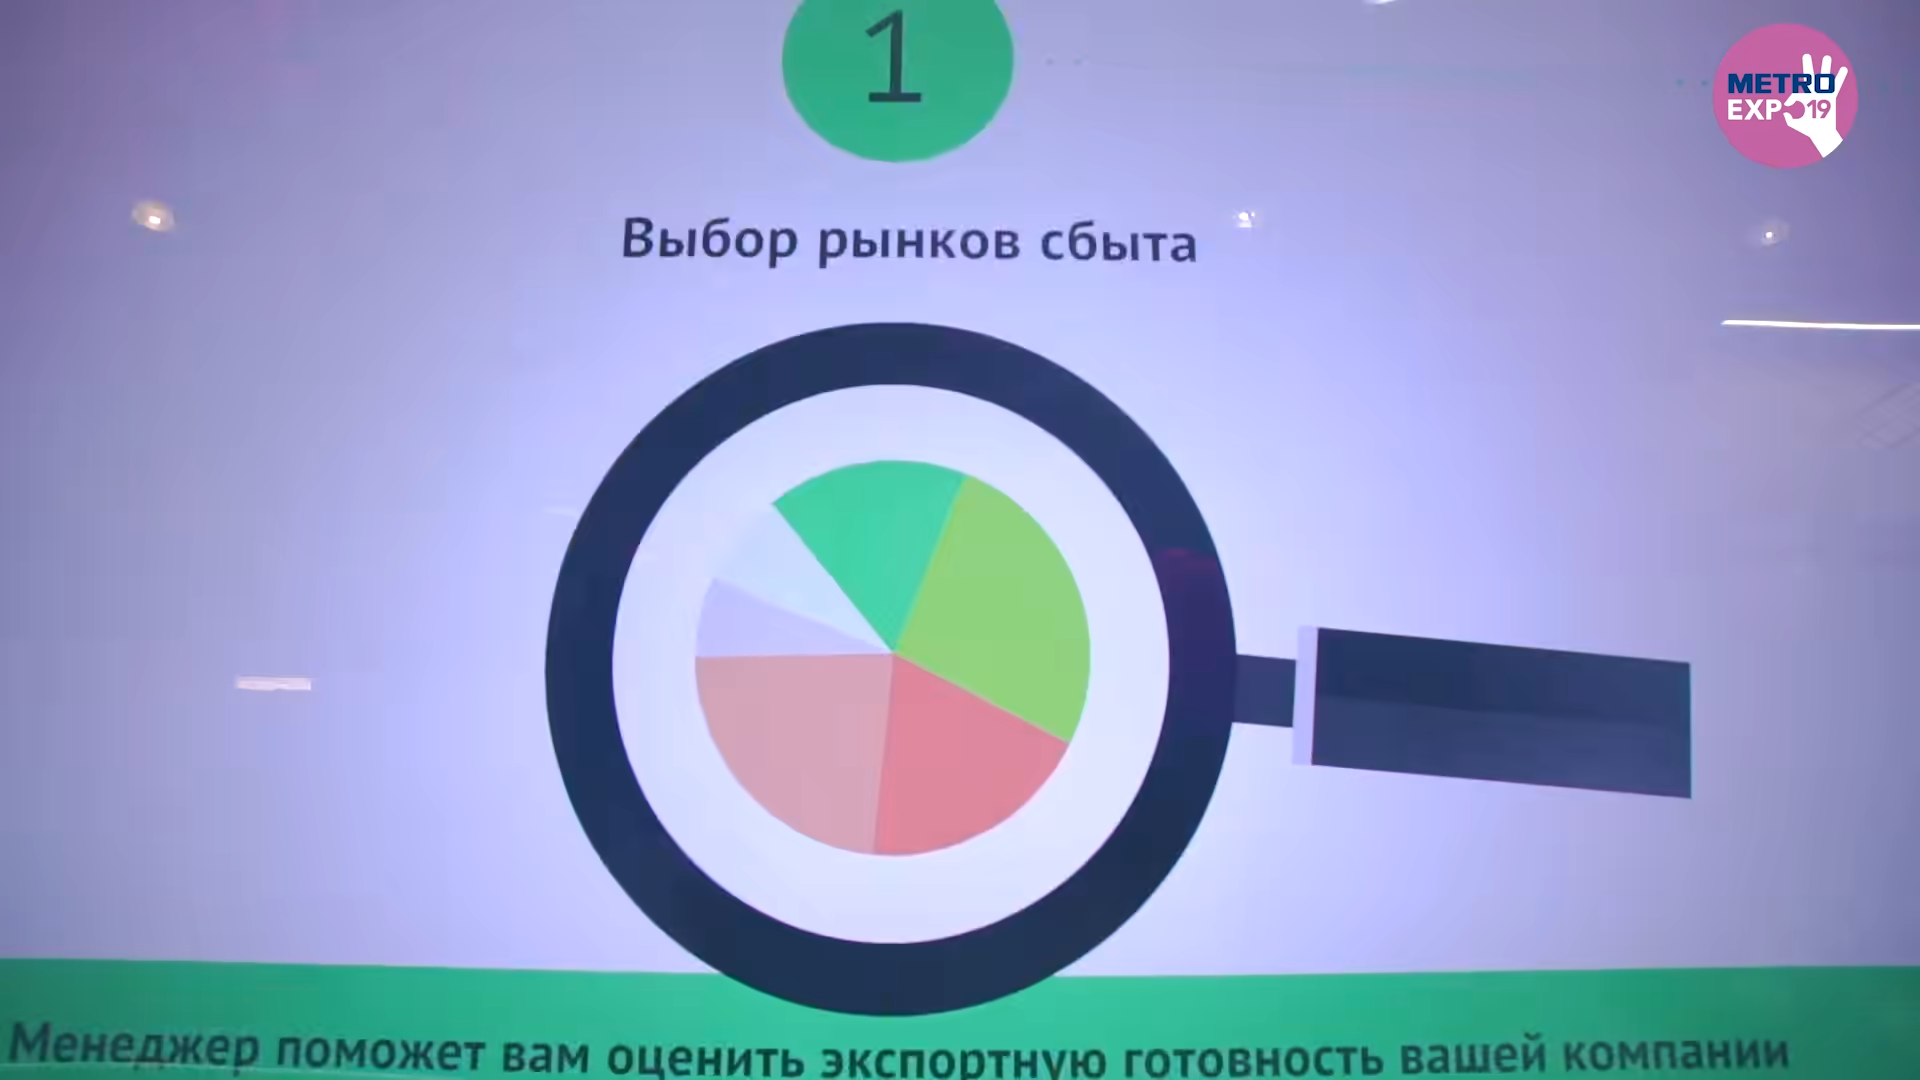 1
METRO
EXPO19
Выбор рынков сбыта
Менеджер поможет вам оценить экспортную готовность вашей компании